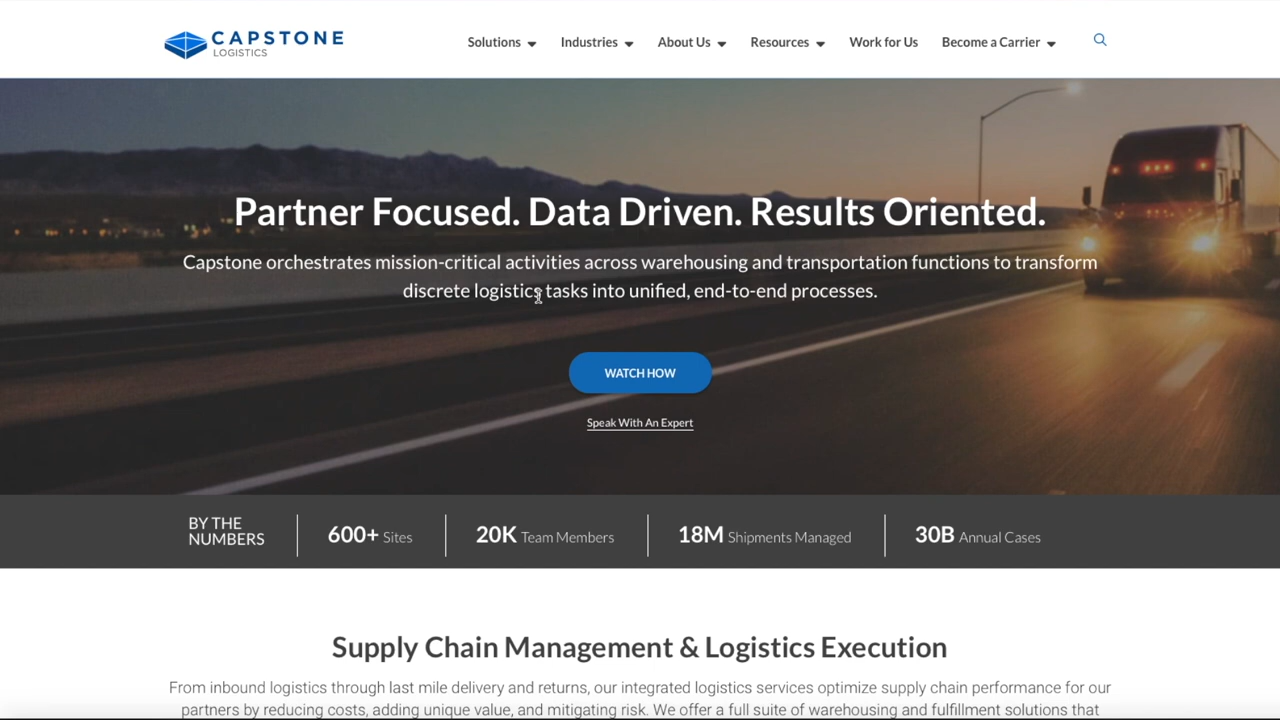 CAPSTONE
LOGISTICS
Solutions
Industries
About Us
Resources
Work for Us
Become a Carrier
Partner Focused. Data Driven. Results Oriented.
Capstone orchestrates mission-critical activities across warehousing and transportation functions to transform
discrete logistics tasks into unified, end-to-end processes.
WATCH HOW
Speak With An Expert
BY THE
NUMBERS
600+ Sites
20K Team Members
18M Shipments Managed
30B Annual Cases
Supply Chain Management & Logistics Execution
From inbound logistics through last mile delivery and returns, our integrated logistics services optimize supply chain performance for our
partners by reducing costs, adding unique value, and mitigating risk. We offer a full suite of warehousing and fulfillment solutions that